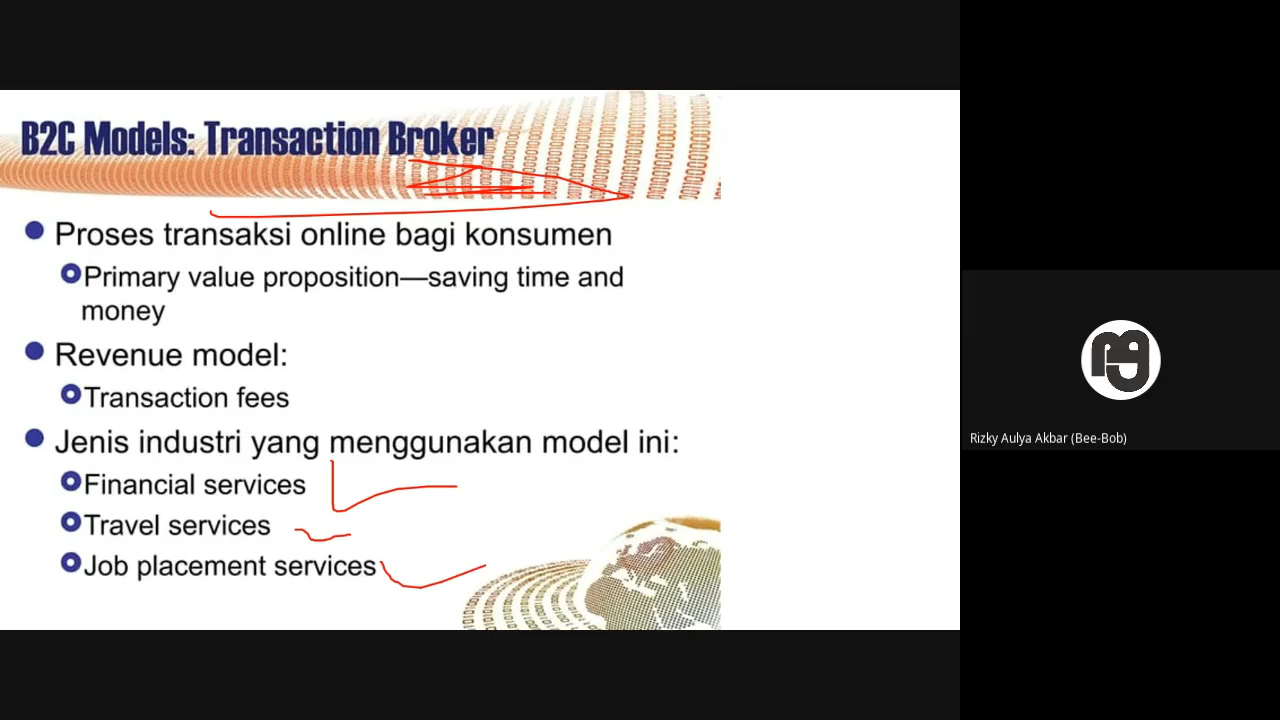 B2C Models: Transaction Broker
Proses transaksi online bagi konsumen
Primary value proposition—saving time and
money
Revenue model:
Transaction fees
Jenis industri yang menggunakan model ini:
Financial services
Travel services
Job placement services
Rizky Aulya Akbar (Bee-Bob)